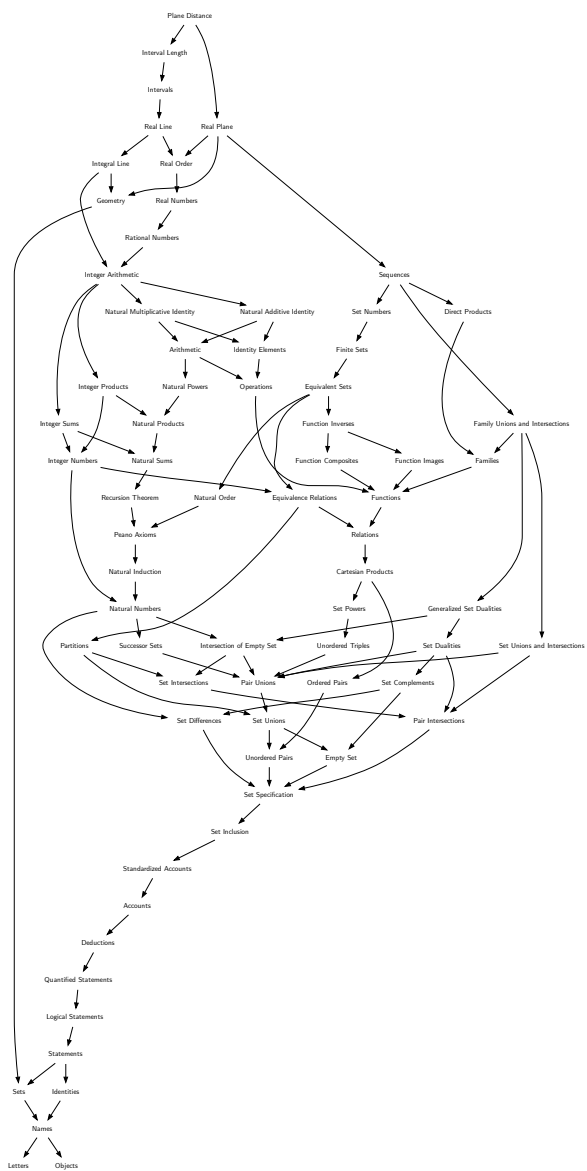 Plane Distance
Interval Length
Intervals
Real Line
Real Plane
Integral Line
Real Order
Geometry
Real Numbers
Rational Numbers
Integer Arithmetic
Sequences
Natural Multiplicative Identity
Natural Additive Identity
Set Numbers
Direct Products
Arithmetic
Identity Elements
Finite Sets
Integer Products
Natural Powers
Operations
Equivalent Sets
Integer Sums
Natural Products
Function Inverses
Family Unions and Intersections
Integer Numbers
Natural Sums
Function Composites
Function Images
Families
Recursion Theorem
Natural Order
Equivalence Relations
Functions
Peano Axioms
Relations
Natural Induction
Cartesian Products
Natural Numbers
Set Powers
Generalized Set Dualities
Partitions
Successor Sets
Intersection of Empty Set
Unordered Triples
Set Dualities
Set Unions and Intersections
Set Intersections
Pair Unions
Ordered Pairs
Set Complements
Set Differences
Set Unions
Pair Intersections
Unordered Pairs
Empty Set
Set Specification
Set Inclusion
Standardized Accounts
Accounts
Deductions
Quantified Statements
Logical Statements
Statements
Sets
Identities
Names
Letters
Objects